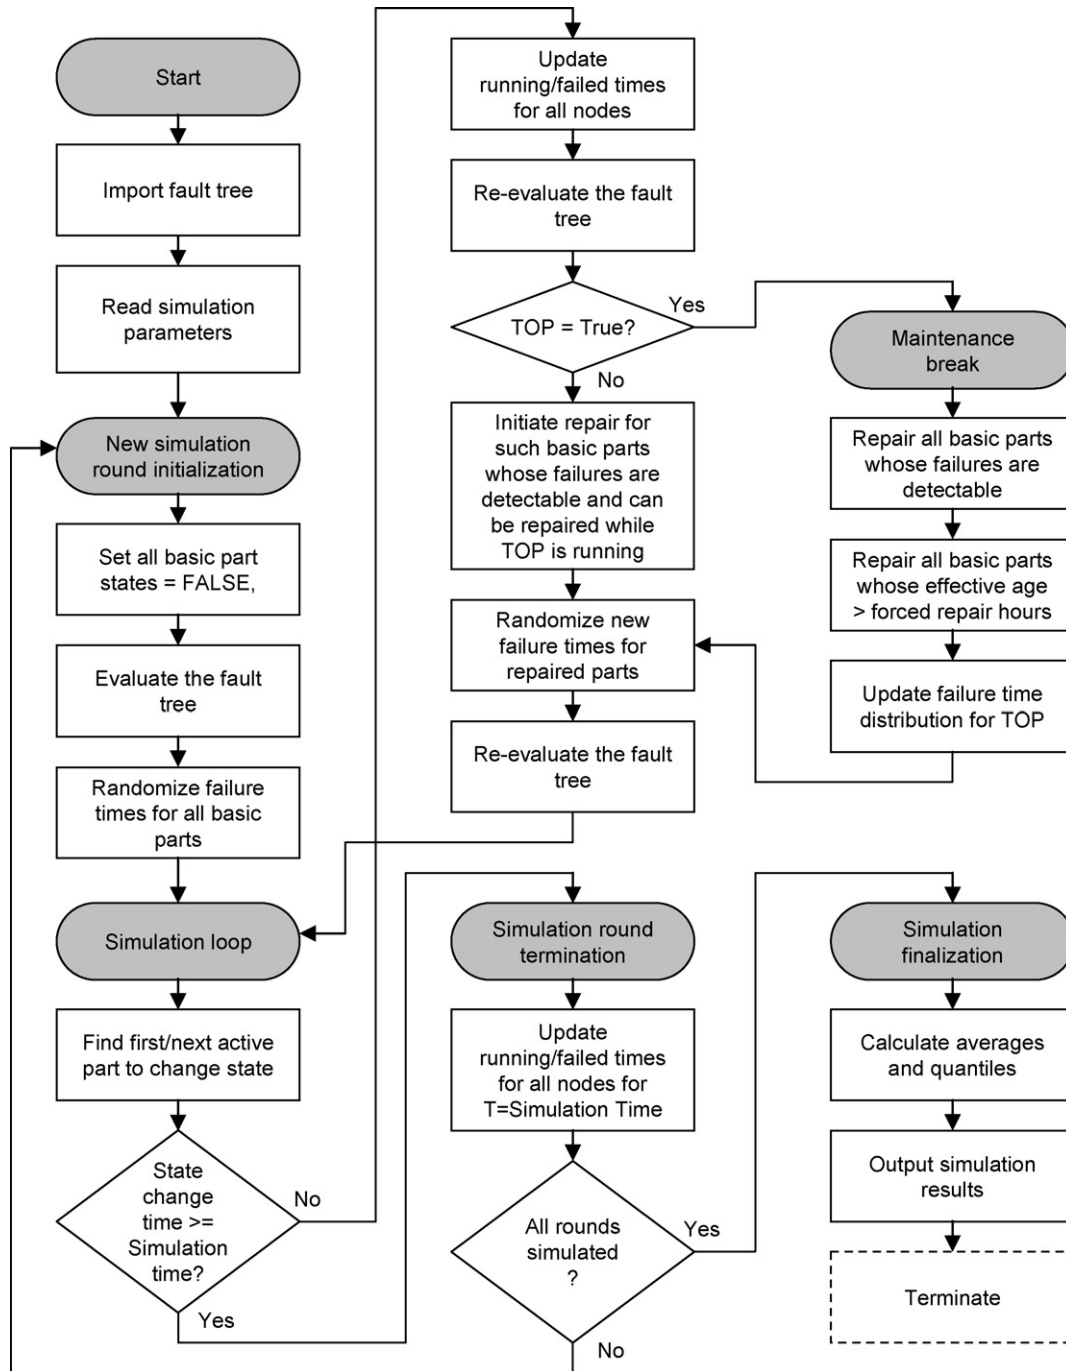 Start
Import fault tree
Read simulation
parameters
New simulation
round initialization
Set all basic part
states = FALSE,
Evaluate the fault
tree
Randomize failure
times for all basic
parts
Simulation loop
Find first/next active
part to change state
State
change
time >=
Simulation
time?
No
Yes
Update
running/failed times
for all nodes
Re-evaluate the fault
tree
TOP = True?
Yes
No
Initiate repair for
such basic parts
whose failures are
detectable and can
be repaired while
TOP is running
Randomize new
failure times for
repaired parts
Re-evaluate the fault
tree
Maintenance
break
Repair all basic parts
whose failures are
detectable
Repair all basic parts
whose effective age
> forced repair hours
Update failure time
distribution for TOP
Simulation round
termination
Update
running/failed times
for all nodes for
T=Simulation Time
All rounds
simulated
?
Yes
No
Simulation
finalization
Calculate averages
and quantiles
Output simulation
results
Terminate